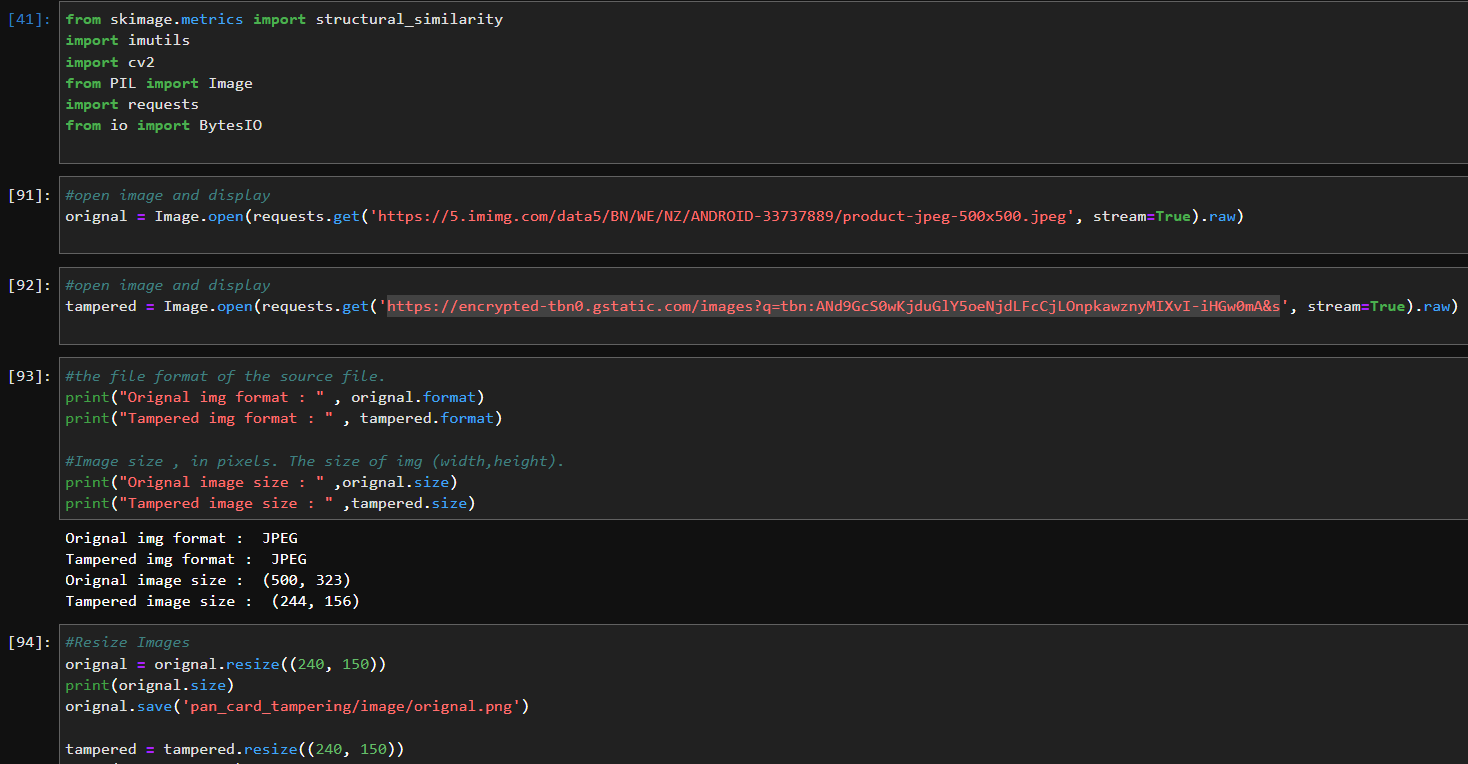 [41]: from skimage.metrics import structural_similarity
import imutils
import cv2
from PIL import Image
import requests
from io import BytesIO
[91]: #open image and display
orignal = Image.open(requests.get('https://5.imimg.com/data5/BN/WE/NZ/ANDROID-33737889/product-jpeg-500x500.jpeg', stream=True).raw)
[92]: #open image and display
tampered = Image.open(requests.get('https://encrypted-tbn0.gstatic.com/images?q=tbn:ANd9GcS0wKjduGlY5oeNjdLFcCjLOnpkawznyMIXvI-iHGw0mA&s', stream=True).raw)
[93]: #the file format of the source file.
print("Orignal img format : " , orignal.format)
print("Tampered img format : " , tampered.format)
#Image size , in pixels. The size of img (width,height).
print("Orignal image size : " ,orignal.size)
print("Tampered image size : " ,tampered.size)
Orignal img format :  JPEG
Tampered img format :  JPEG
Orignal image size :  (500, 323)
Tampered image size :  (244, 156)
[94]: #Resize Images
orignal = orignal.resize((240, 150))
print(orignal.size)
orignal.save('pan_card_tampering/image/orignal.png')
tampered = tampered.resize((240, 150))